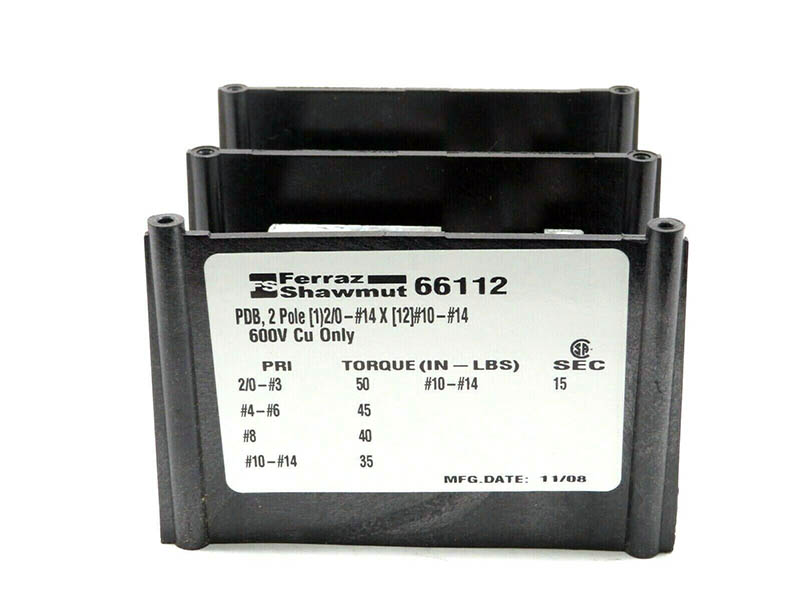 FS Ferraz Shawmut 66112
PDB, 2 Pole [1]2/0-#14 X [12]#10-#14
600V Cu Only
SA
PRI TORQUE (IN - LBS) SEC
2/0-#3 50 #10-#14 15
#4-#6 45
#8 40
#10-#14 35
MFG.DATE: 11/08